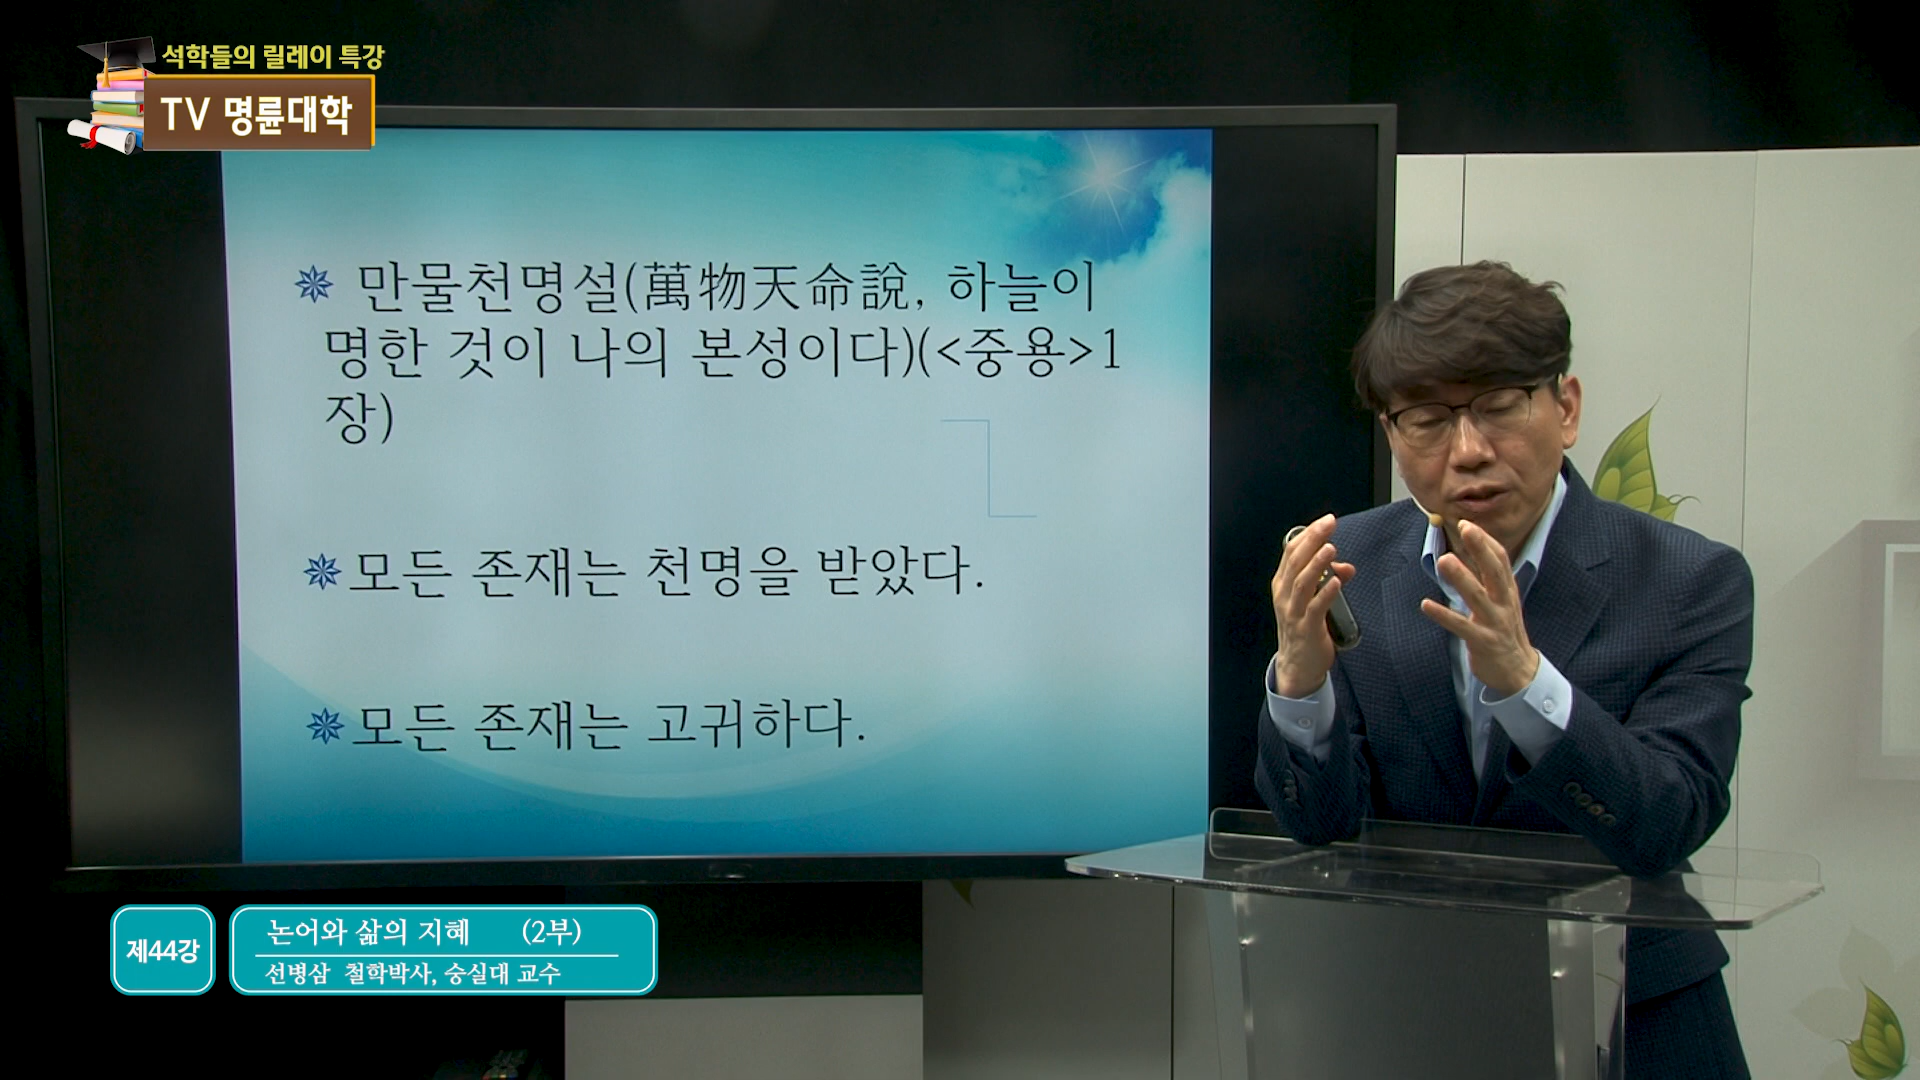 석학들의 릴레이 특강
TV 명륜대학
만물천명설(萬物天命說, 하늘이
명한 것이 나의 본성이다)(<중용>1
장)
모든 존재는 천명을 받았다.
모든 존재는 고귀하다.
제44강
논어와 삶의 지혜 (2부)
선병삼 철학박사, 숭실대 교수